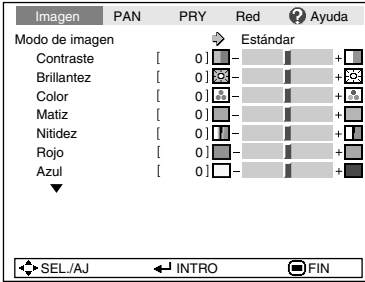 Imagen PAN PRY Red Ayuda
Modo de imagen Estándar
Contraste [ 0 ] - +
Brillantez [ 0 ] - +
Color [ 0 ] - +
Matiz [ 0 ] - +
Nitidez [ 0 ] - +
Rojo [ 0 ] - +
Azul [ 0 ] - +
SEL./AJ INTRO FIN